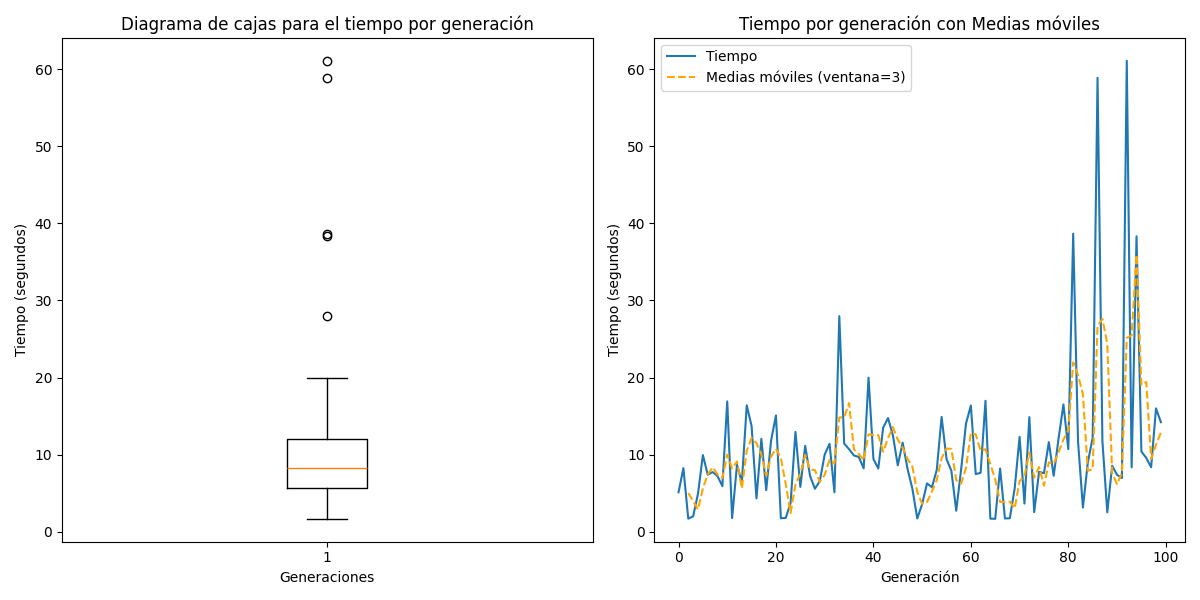 Diagrama de cajas para el tiempo por generación
Tiempo (segundos)
60
50
40
30
20
10
0
1
Generaciones
Tiempo por generación con Medias móviles
Tiempo
Medias móviles (ventana=3)
Tiempo (segundos)
60
50
40
30
20
10
0
0 20 40 60 80 100
Generación